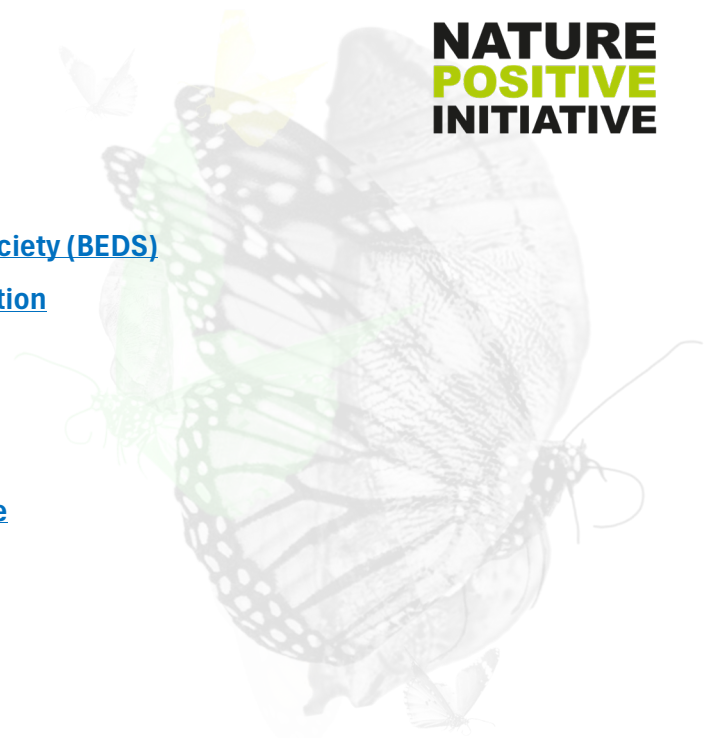 NATURE
POSITIVE
INITIATIVE
ciety (BEDS)
tion
e